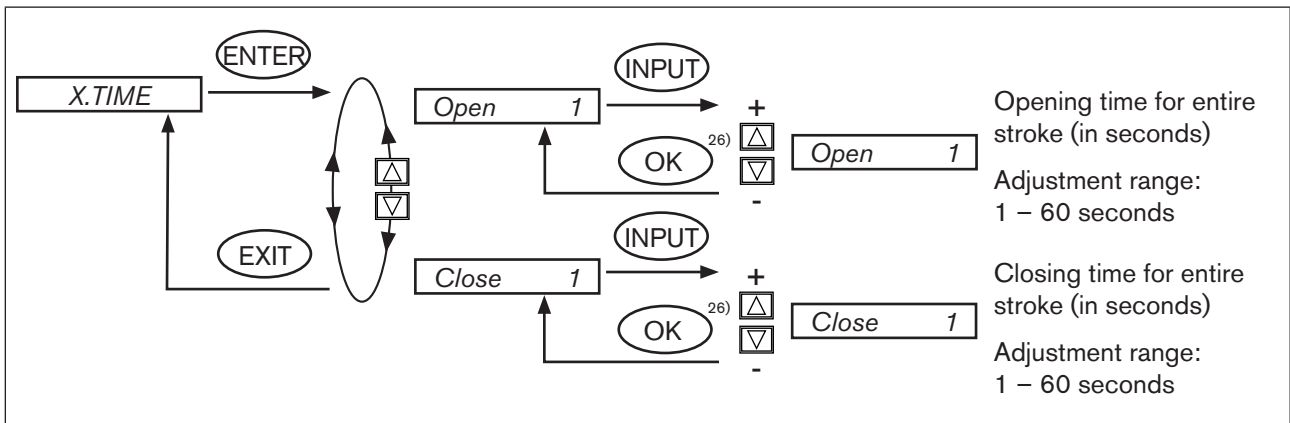 ENTER
X.TIME
EXIT
Open 1
INPUT
+
OK 26)
-
Open 1
Opening time for entire
stroke (in seconds)
Adjustment range:
1 – 60 seconds
Close 1
INPUT
+
OK 26)
-
Close 1
Closing time for entire
stroke (in seconds)
Adjustment range:
1 – 60 seconds